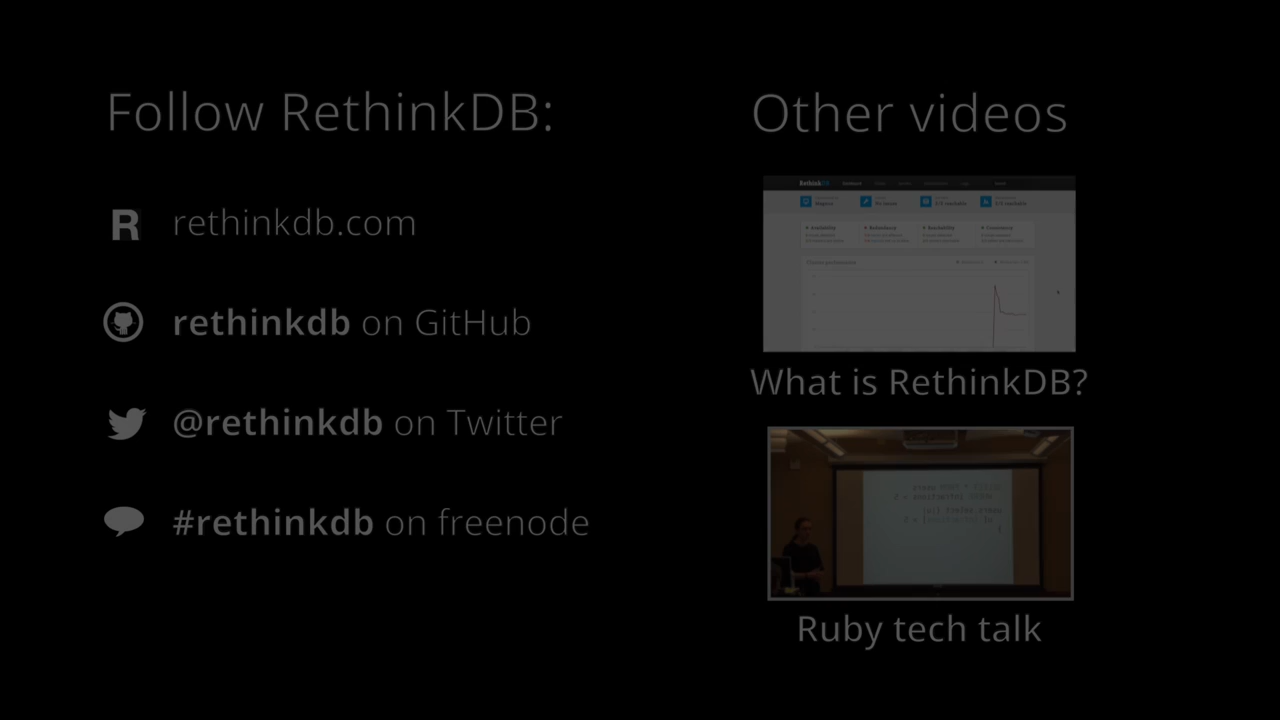 Follow RethinkDB:
R rethinkdb.com
rethinkdb on GitHub
@rethinkdb on Twitter
#rethinkdb on freenode
Other videos
RethinkDB
What is RethinkDB?
Ruby tech talk